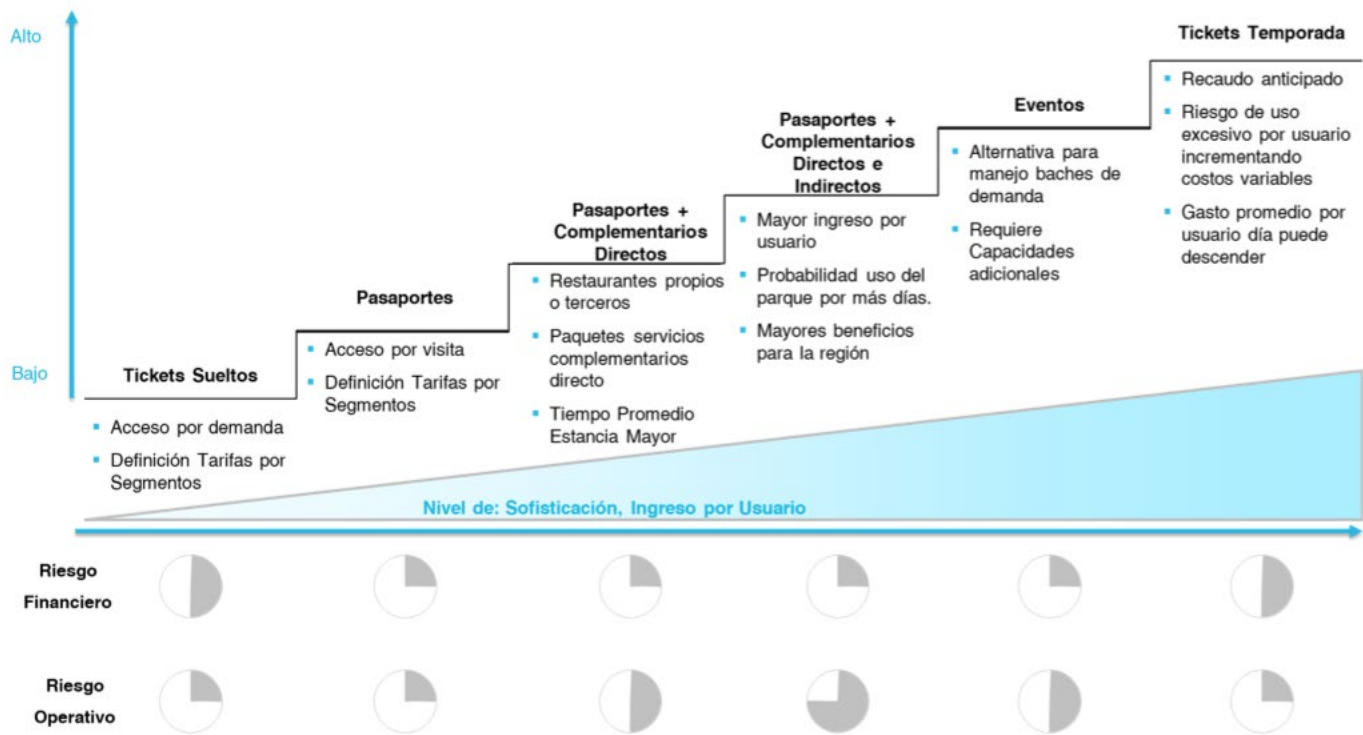 Alto
Bajo
Tickets Sueltos
▪ Acceso por demanda
▪ Definición Tarifas por
Segmentos
Pasaportes
▪ Acceso por visita
▪ Definición Tarifas por
Segmentos
Pasaportes +
Complementarios
Directos
▪ Restaurantes propios
o terceros
▪ Paquetes servicios
complementarios
directo
▪ Tiempo Promedio
Estancia Mayor
Pasaportes +
Complementarios
Directos e
Indirectos
▪ Mayor ingreso por
usuario
▪ Probabilidad uso del
parque por más días.
▪ Mayores beneficios
para la región
Eventos
▪ Alternativa para
manejo baches de
demanda
▪ Requiere
Capacidades
adicionales
Tickets Temporada
▪ Recaudo anticipado
▪ Riesgo de uso
excesivo por usuario
incrementando
costos variables
▪ Gasto promedio por
usuario día puede
descender
Nivel de: Sofisticación, Ingreso por Usuario
Riesgo
Financiero
Riesgo
Operativo